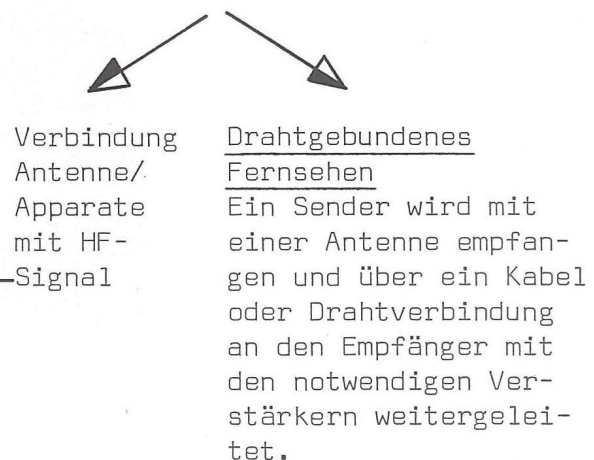 Verbindung
Antenne/
Apparate
mit HF-
Signal
Drahtgebundenes
Fernsehen
Ein Sender wird mit
einer Antenne empfan-
gen und über ein Kabel
oder Drahtverbindung
an den Empfänger mit
den notwendigen Ver-
stärkern weitergelei-
tet.